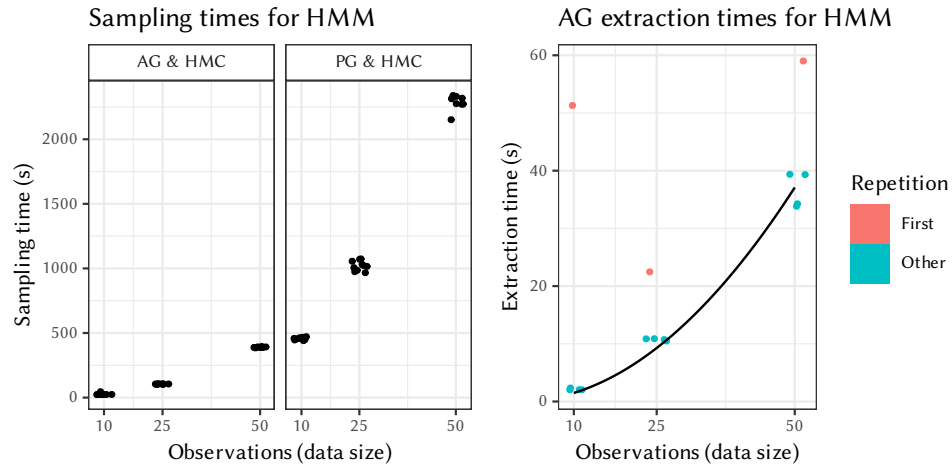 Sampling times for HMM
AG & HMC
PG & HMC
2000
1500
1000
500
0
Sampling time (s)
10
25
50
10
25
50
Observations (data size)
AG extraction times for HMM
60
40
20
0
Extraction time (s)
10
25
50
Observations (data size)
Repetition
First
Other